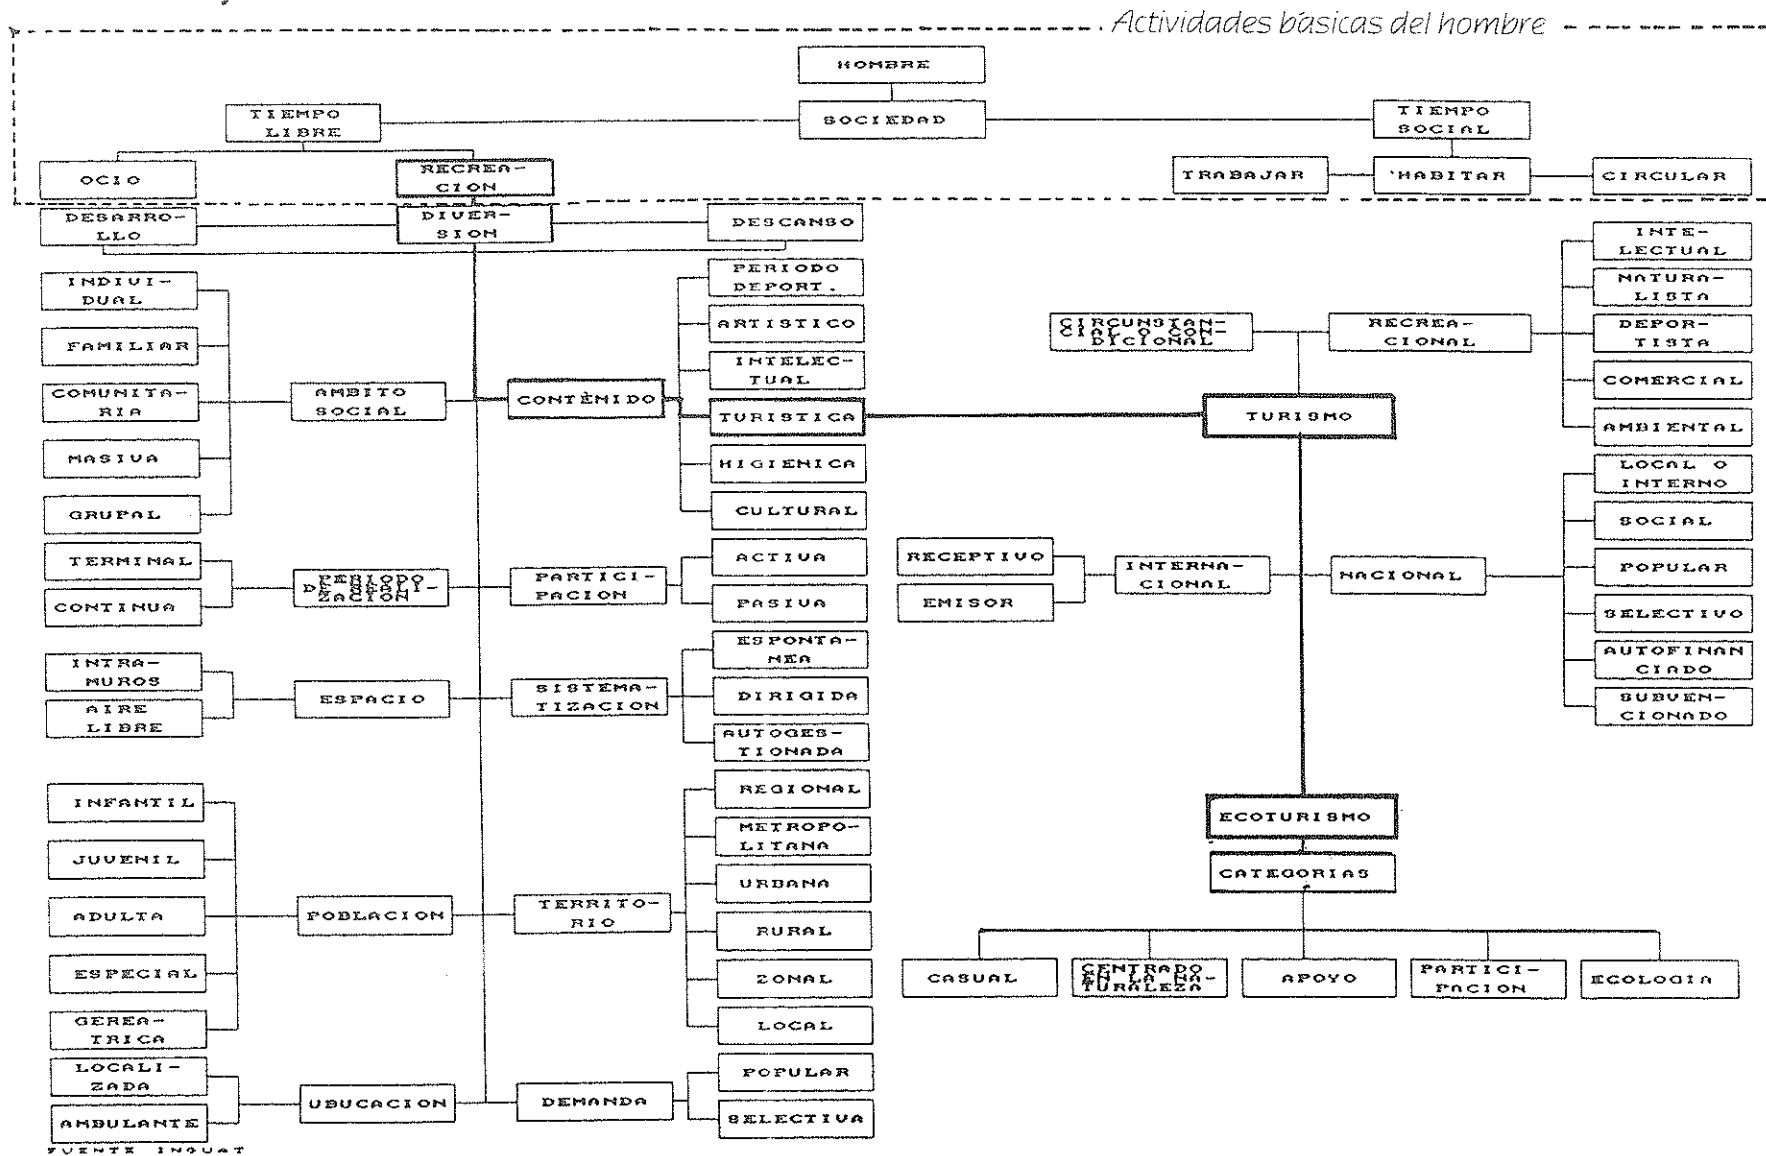 Actividades básicas del hombre
HOMBRE
TIEMPO
LIBRE
SOCIEDAD
TIEMPO
SOCIAL
OCIO
RECREA-
CION
TRABAJAR
'HABITAR
CIRCULAR
DESARRO-
LLO
DIVER-
SION
DESCANSO
INDIVI-
DUAL
FAMILIAR
COMUNITA-
RIA
MASIVA
GRUPAL
AMBITO
SOCIAL
CONTENIDO
PERIODO
DEPORT.
ARTISTICO
INTELEC-
TUAL
TURISTICA
HIGIENICA
CULTURAL
TERMINAL
CONTINUA
PERIODO
ZACION
PARTICI-
PACION
ACTIVA
PASIVA
INTRA-
MUROS
AIRE
LIBRE
ESPACIO
SISTEMA-
TIZACION
ESPONTA-
NEA
DIRIGIDA
AUTOGES-
TIONADA
INFANTIL
JUVENIL
ADULTA
ESPECIAL
GEREA-
TRICA
POBLACION
TERRITO-
RIO
REGIONAL
METROPO-
LITANA
URBANA
RURAL
ZONAL
LOCAL
LOCALI-
ZADA
AMBULANTE
UBUCACION
DEMANDA
POPULAR
SELECTIVA
CIRCUNSTAN-
CIAL O CON-
DICIONAL
RECREA-
CIONAL
INTE-
LECTUAL
NATURA-
LISTA
DEPOR-
TISTA
COMERCIAL
AMBIENTAL
TURISMO
RECEPTIVO
EMISOR
INTERNA-
CIONAL
NACIONAL
LOCAL O
INTERNO
SOCIAL
POPULAR
SELECTIVO
AUTOFINAN
CIADO
SUBVEN-
CIONADO
ECOTURISMO
CATEGORIAS
CASUAL
CENTRADO
EN LA NA-
TURALEZA
APOYO
PARTICI-
PACION
ECOLOGIA
FUENTE INGUAT